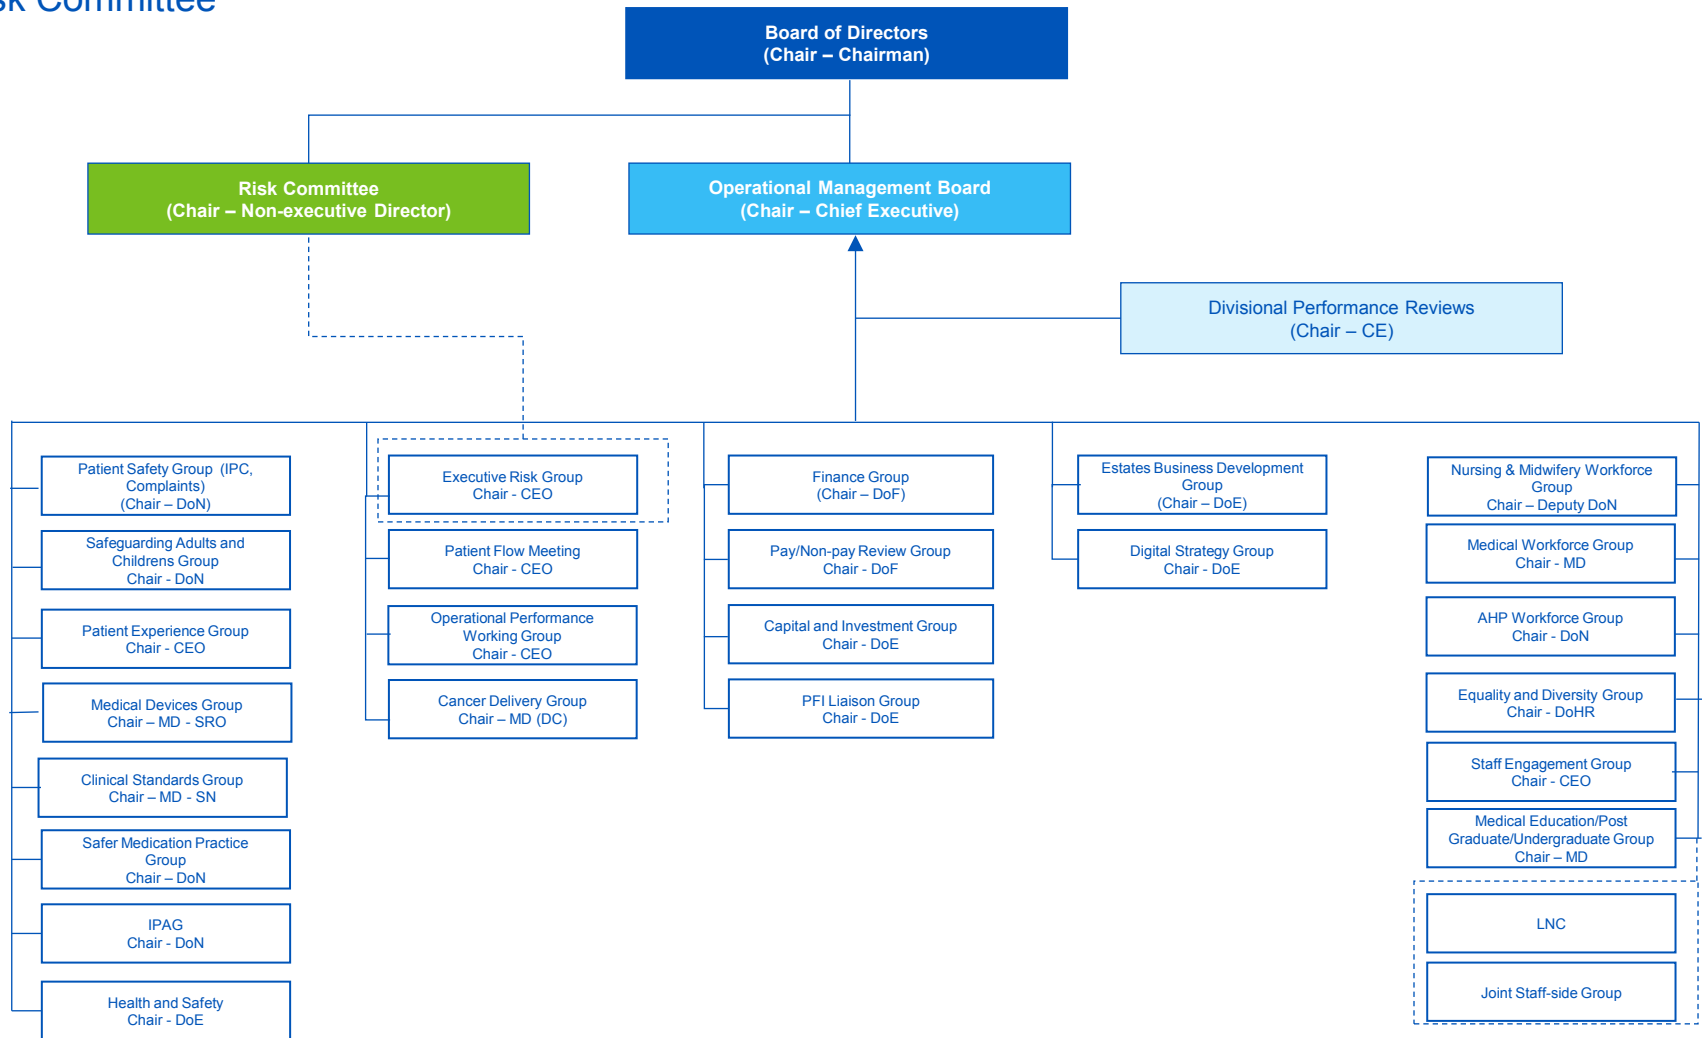 sk Committee
Board of Directors
(Chair – Chairman)
Risk Committee
(Chair – Non-executive Director)
Operational Management Board
(Chair – Chief Executive)
Divisional Performance Reviews
(Chair – CE)
Patient Safety Group (IPC,
Complaints)
(Chair – DoN)
Safeguarding Adults and
Childrens Group
Chair - DoN
Patient Experience Group
Chair - CEO
Medical Devices Group
Chair – MD - SRO
Clinical Standards Group
Chair – MD - SN
Safer Medication Practice
Group
Chair – DoN
IPAG
Chair - DoN
Health and Safety
Chair - DoE
Executive Risk Group
Chair - CEO
Patient Flow Meeting
Chair - CEO
Operational Performance
Working Group
Chair - CEO
Cancer Delivery Group
Chair – MD (DC)
Finance Group
(Chair – DoF)
Pay/Non-pay Review Group
Chair - DoF
Capital and Investment Group
Chair - DoE
PFI Liaison Group
Chair - DoE
Estates Business Development
Group
(Chair – DoE)
Digital Strategy Group
Chair - DoE
Nursing & Midwifery Workforce
Group
Chair – Deputy DoN
Medical Workforce Group
Chair - MD
AHP Workforce Group
Chair - DoN
Equality and Diversity Group
Chair - DoHR
Staff Engagement Group
Chair - CEO
Medical Education/Post
Graduate/Undergraduate Group
Chair – MD
LNC
Joint Staff-side Group